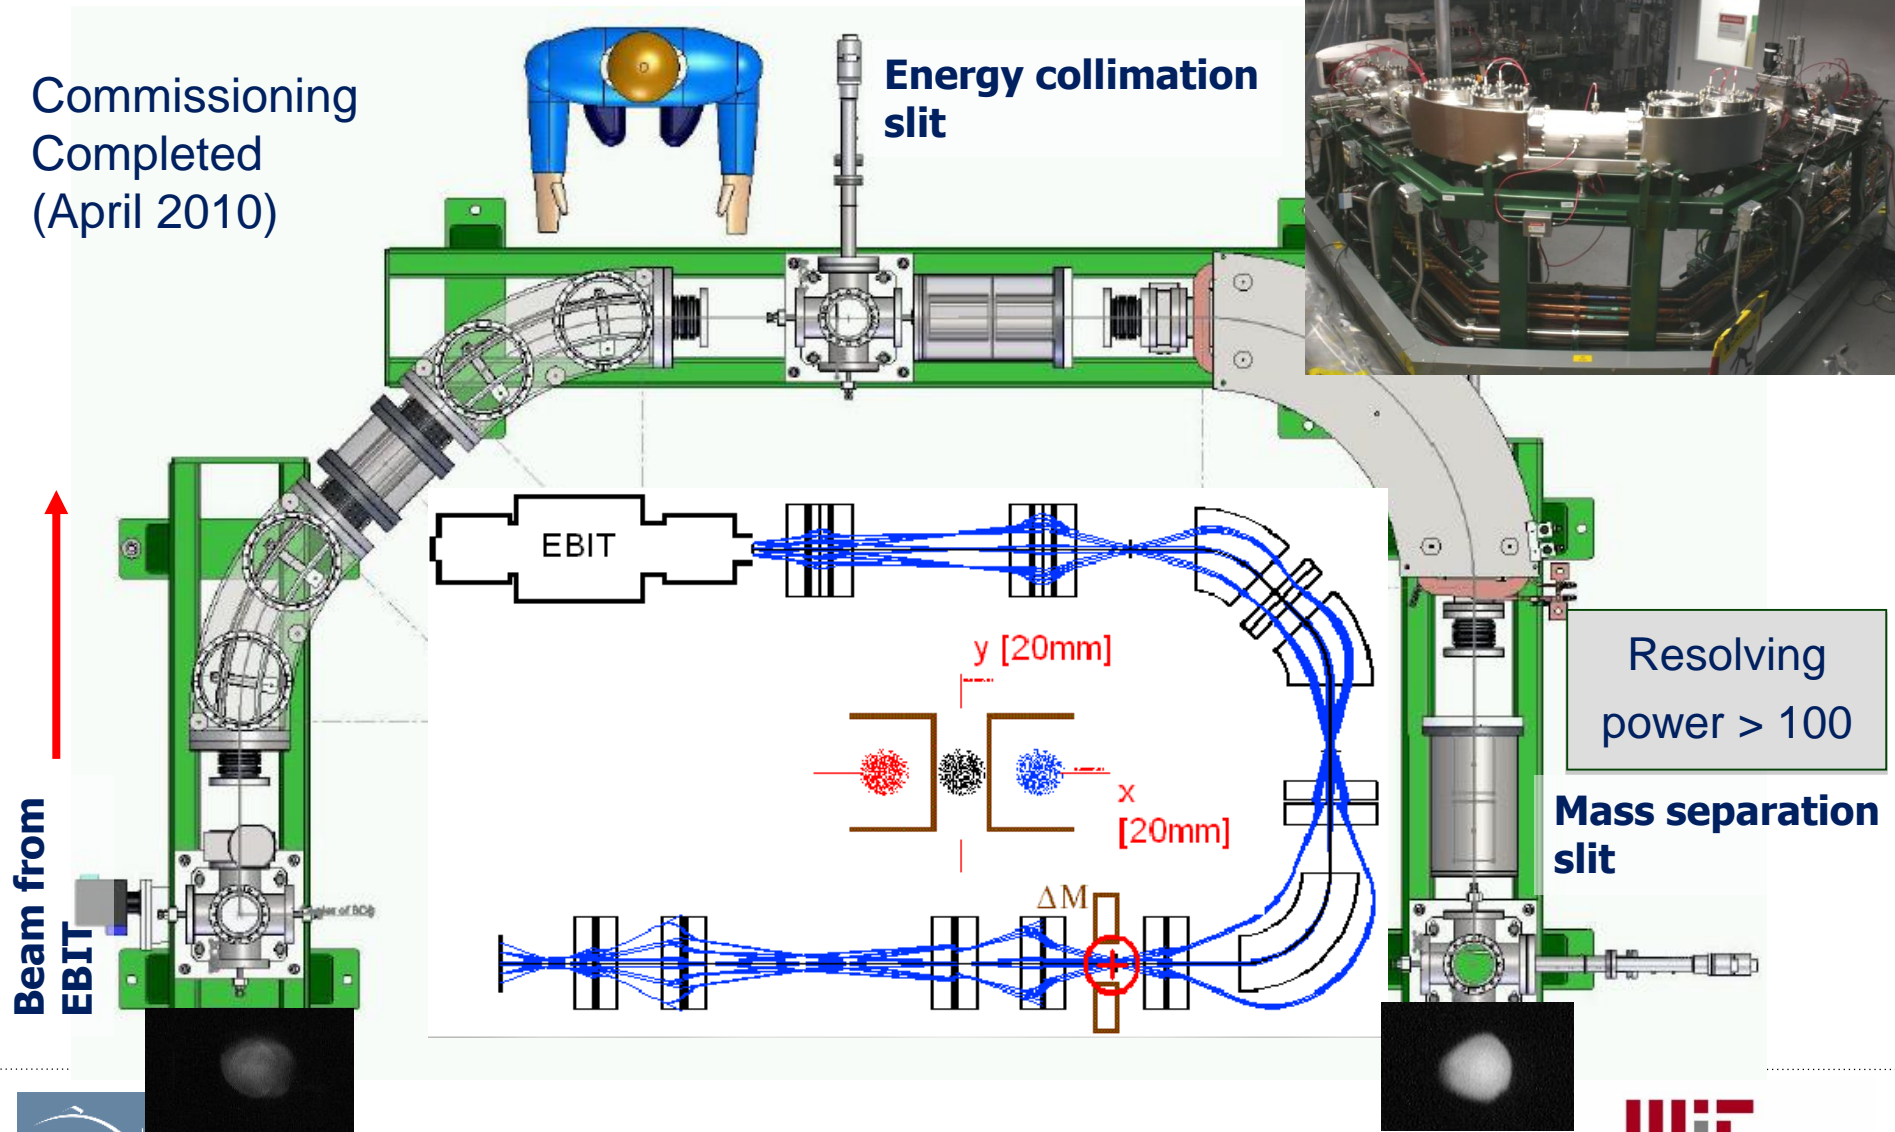 Commissioning
Completed
(April 2010)
Energy collimation
slit
EBIT
y [20mm]
x
[20mm]
ΔM
Resolving
power > 100
Mass separation
slit
Beam from
EBIT